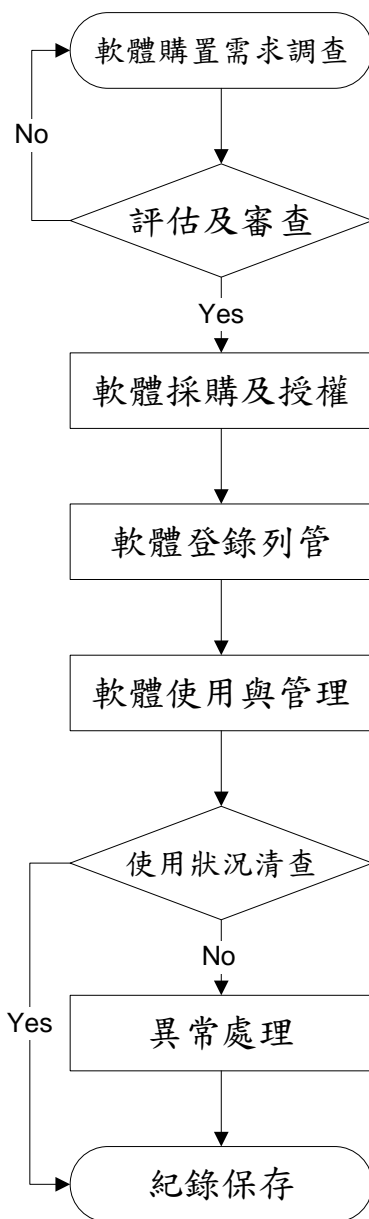 軟體購置需求調查
No
評估及審查
Yes
軟體採購及授權
軟體登錄列管
軟體使用與管理
使用狀況清查
No
Yes
異常處理
紀錄保存